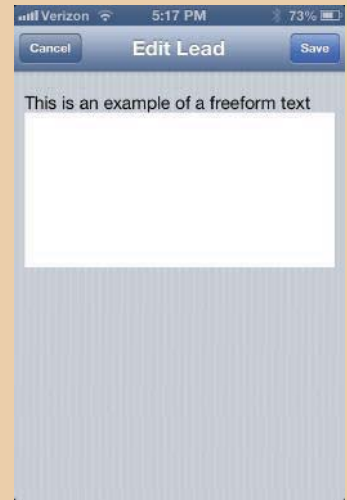 Verizon 5:17 PM 73%
Cancel Edit Lead Save
This is an example of a freeform text